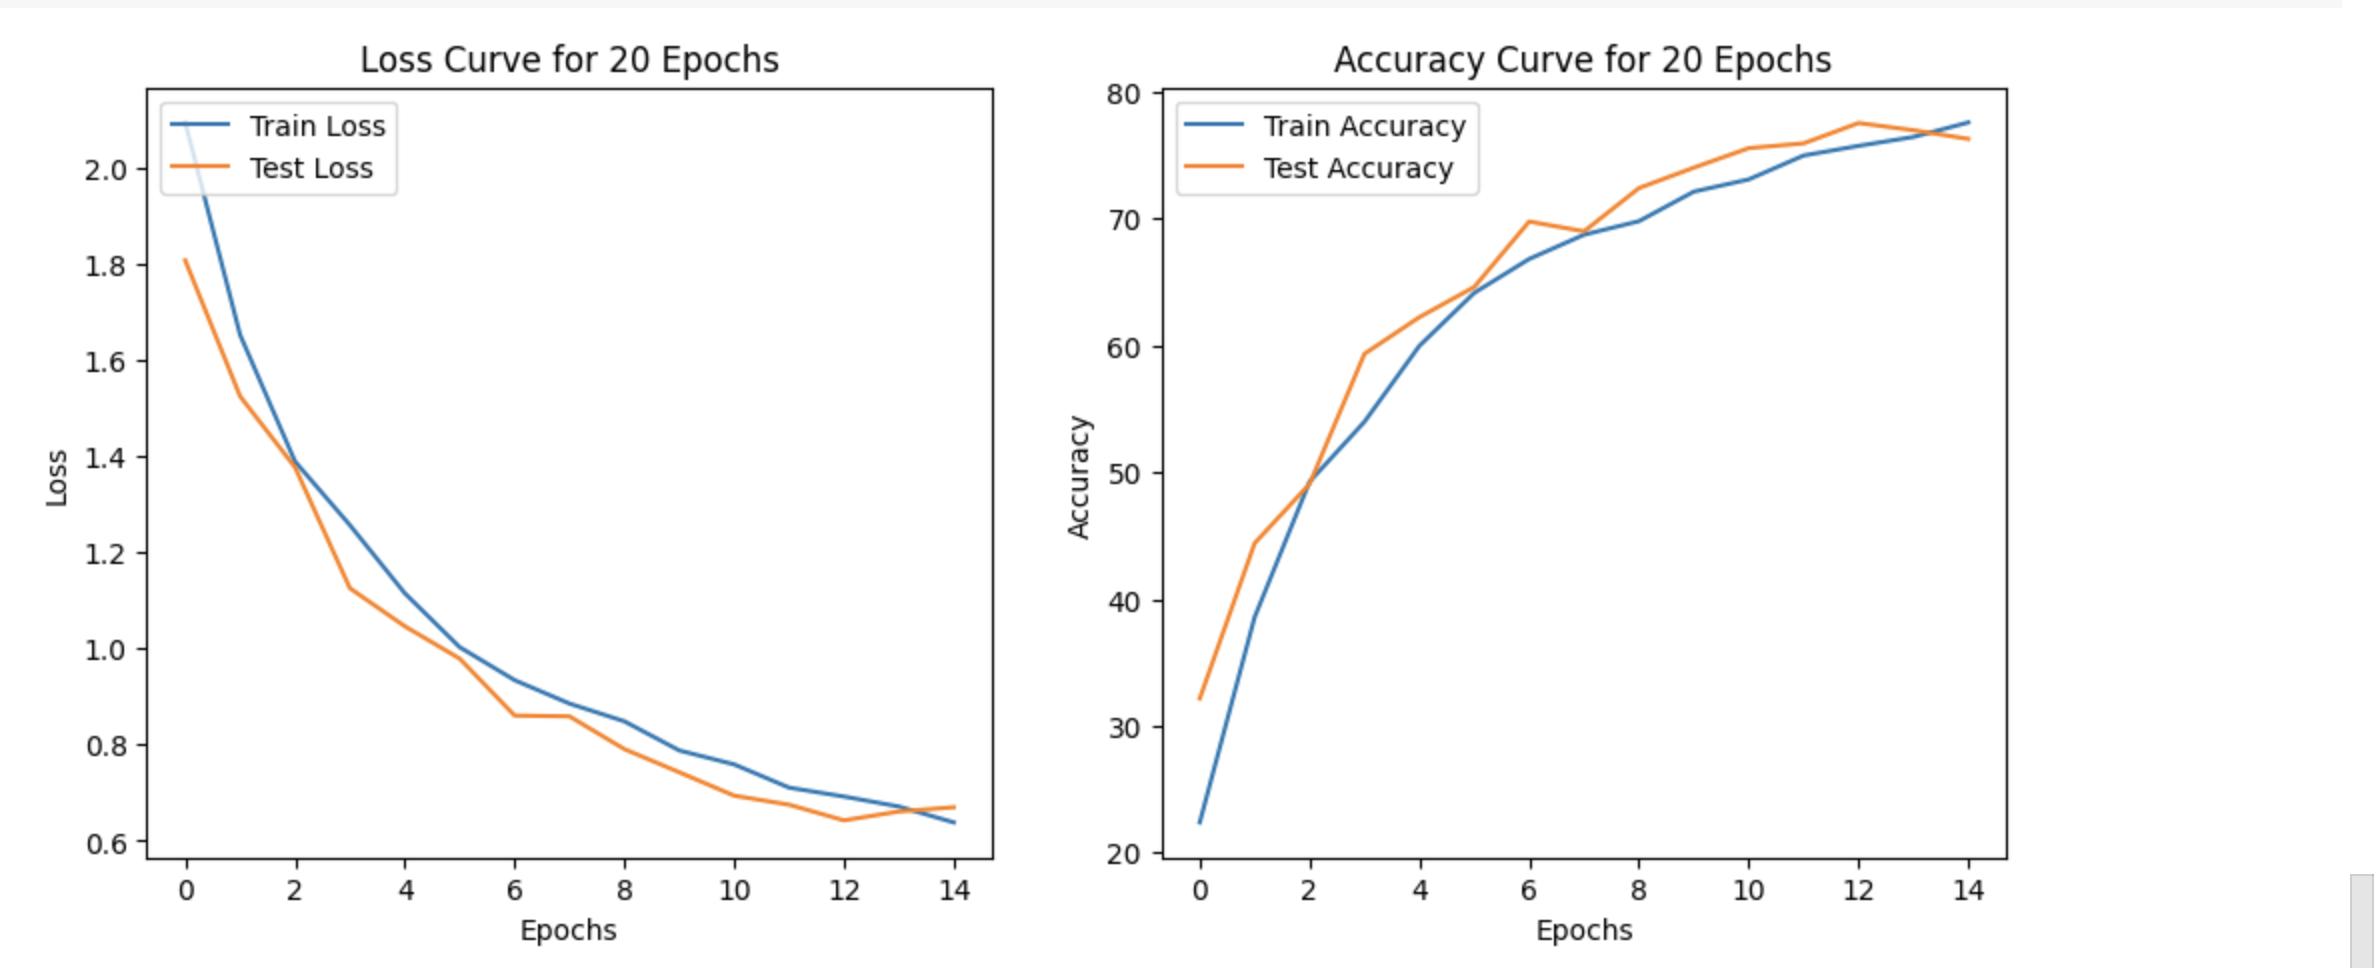 Loss Curve for 20 Epochs
Train Loss
Test Loss
2.0
1.8
1.6
1.4
1.2
1.0
0.8
0.6
Loss
0 2 4 6 8 10 12 14
Epochs
Accuracy Curve for 20 Epochs
Train Accuracy
Test Accuracy
80
70
60
50
40
30
20
Accuracy
0 2 4 6 8 10 12 14
Epochs